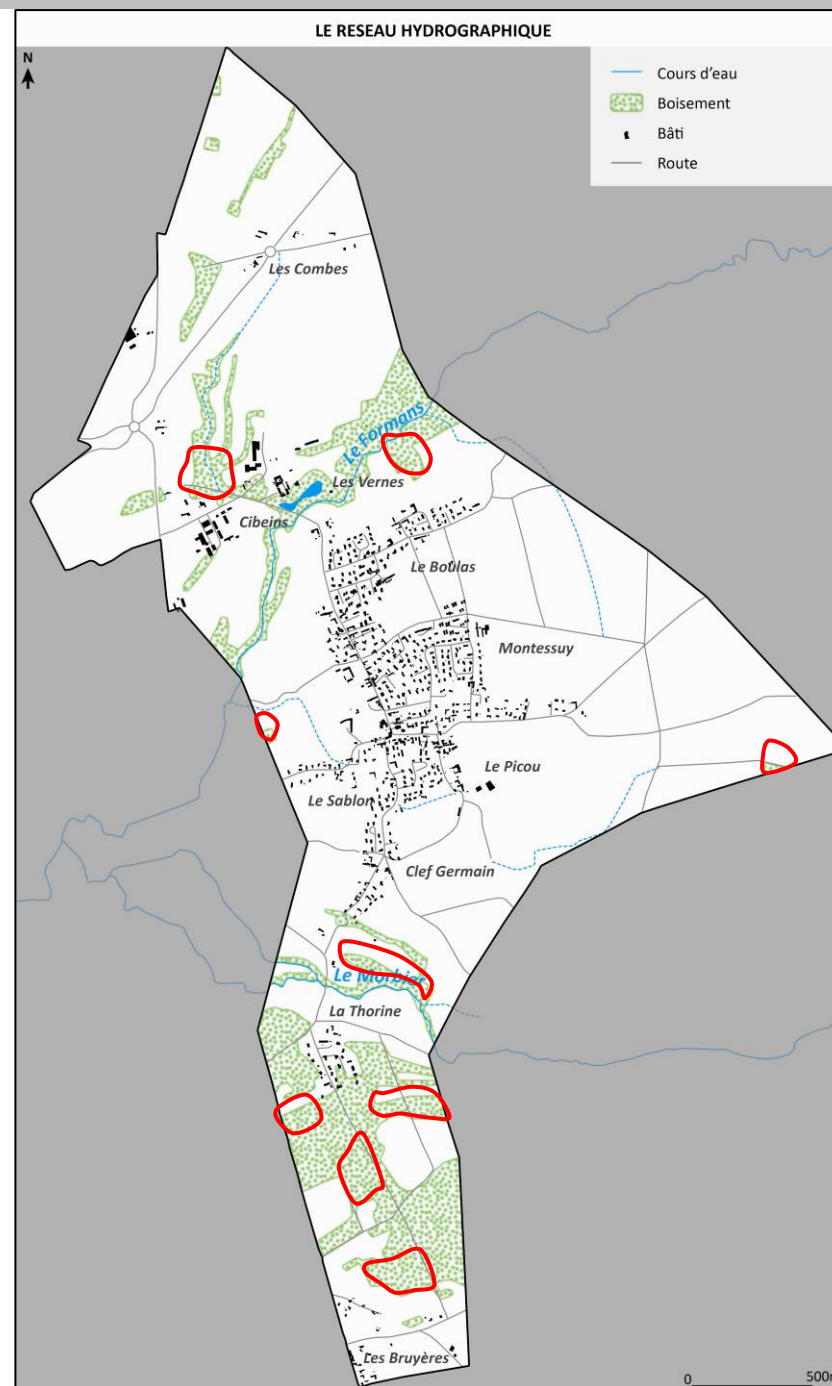 LE RESEAU HYDROGRAPHIQUE
N
Cours d'eau
Boisement
Bâti
Route
Les Combes
Le Formans
Les Vernes
Cibeins
Le Boulas
Montessuy
Le Picou
Le Sablon
Clef Germain
Le Morbier
La Thorine
Les Bruyères
0 500m